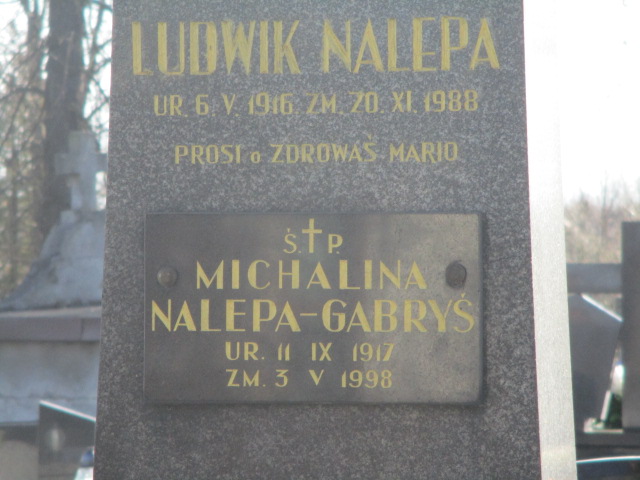 LUDWIK NALEPA
UR. 6. V. 1916. ZM. 20. XI. 1988
PROSI o ZDROWAŚ MARIO
Ś.✝P.
MICHALINA
NALEPA-GABRYŚ
UR. 11 IX 1917
ZM. 3 V 1998